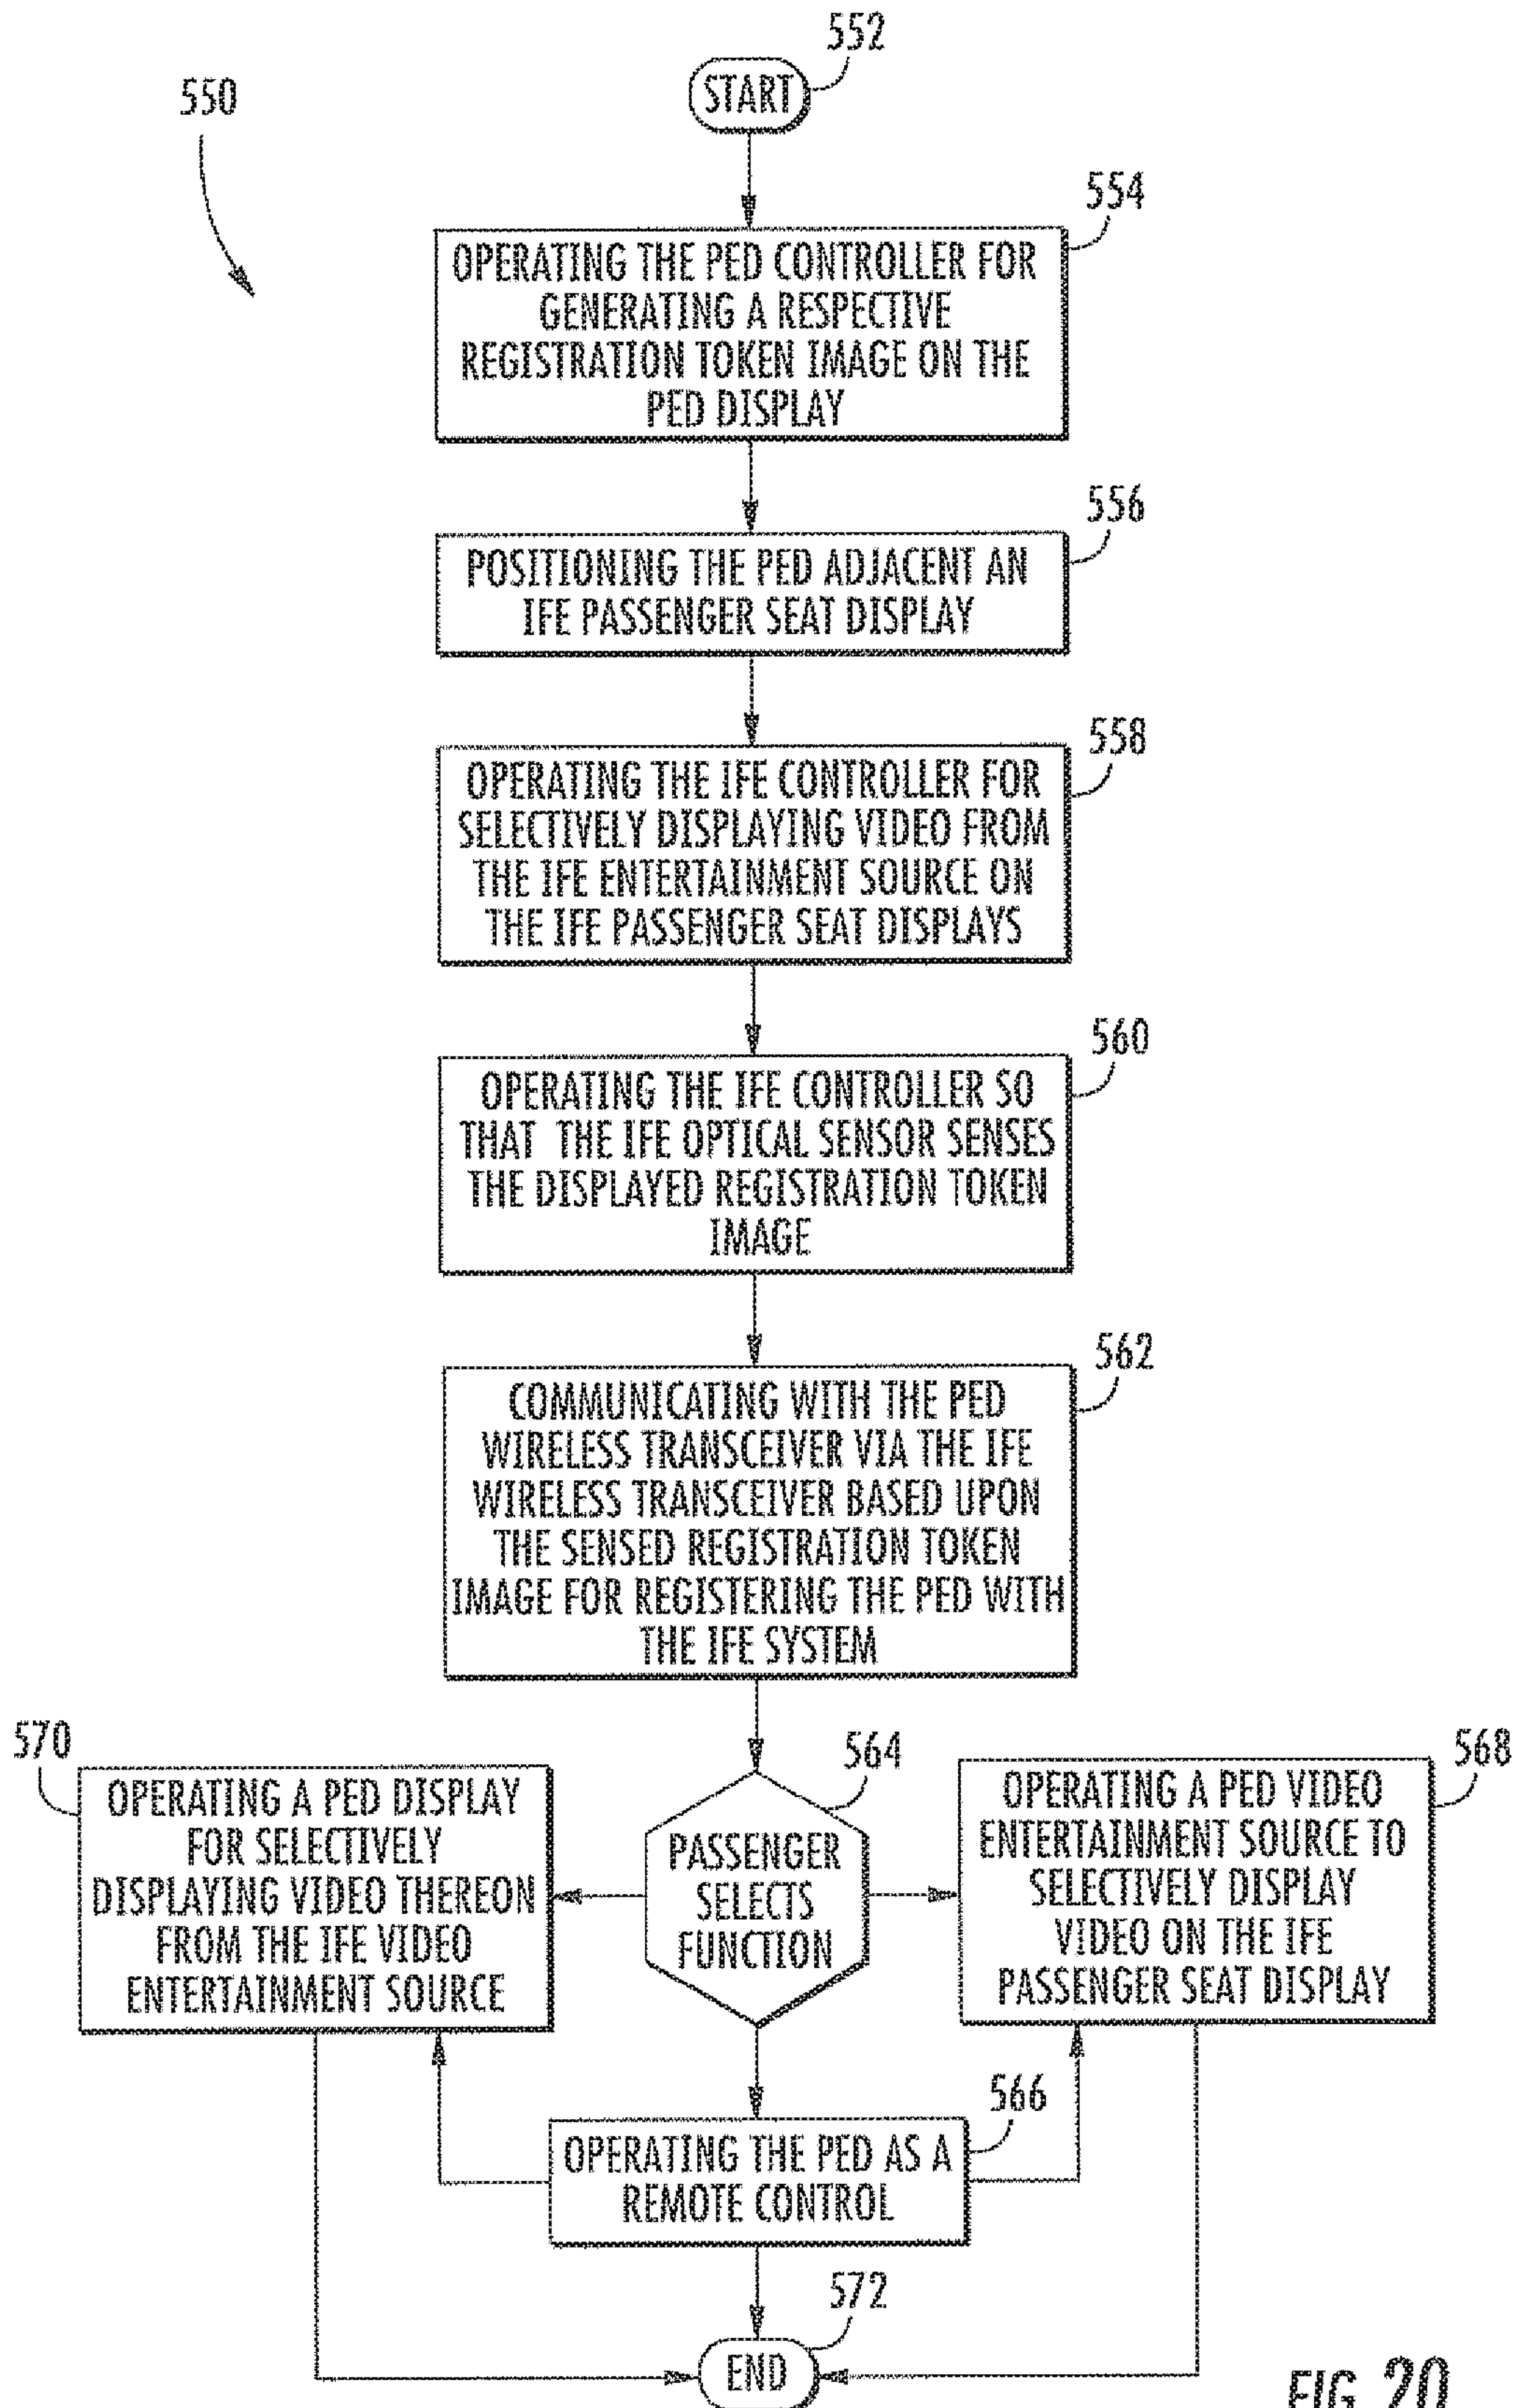 552
START
550
554
OPERATING THE PED CONTROLLER FOR
GENERATING A RESPECTIVE
REGISTRATION TOKEN IMAGE ON THE
PED DISPLAY
556
POSITIONING THE PED ADJACENT AN
IFE PASSENGER SEAT DISPLAY
558
OPERATING THE IFE CONTROLLER FOR
SELECTIVELY DISPLAYING VIDEO FROM
THE IFE ENTERTAINMENT SOURCE ON
THE IFE PASSENGER SEAT DISPLAYS
560
OPERATING THE IFE CONTROLLER SO
THAT THE IFE OPTICAL SENSOR SENSES
THE DISPLAYED REGISTRATION TOKEN
IMAGE
562
COMMUNICATING WITH THE PED
WIRELESS TRANSCEIVER VIA THE IFE
WIRELESS TRANSCEIVER BASED UPON
THE SENSED REGISTRATION TOKEN
IMAGE FOR REGISTERING THE PED WITH
THE IFE SYSTEM
570
OPERATING A PED DISPLAY
FOR SELECTIVELY
DISPLAYING VIDEO THEREON
FROM THE IFE VIDEO
ENTERTAINMENT SOURCE
564
PASSENGER
SELECTS
FUNCTION
568
OPERATING A PED VIDEO
ENTERTAINMENT SOURCE TO
SELECTIVELY DISPLAY
VIDEO ON THE IFE
PASSENGER SEAT DISPLAY
566
OPERATING THE PED AS A
REMOTE CONTROL
572
END
FIG. 20